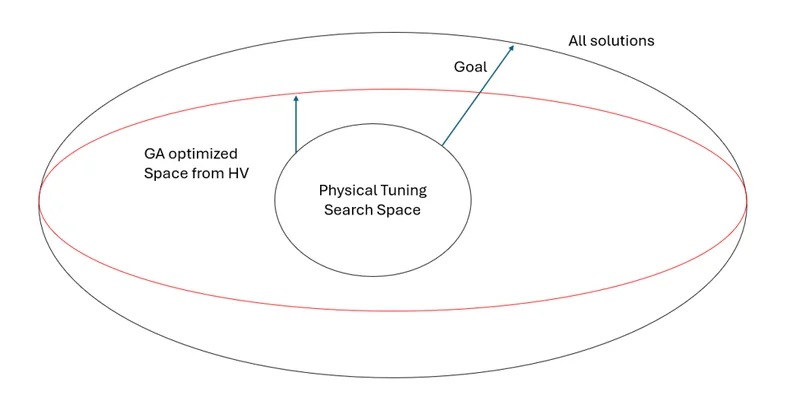 All solutions
Goal
GA optimized
Space from HV
Physical Tuning
Search Space